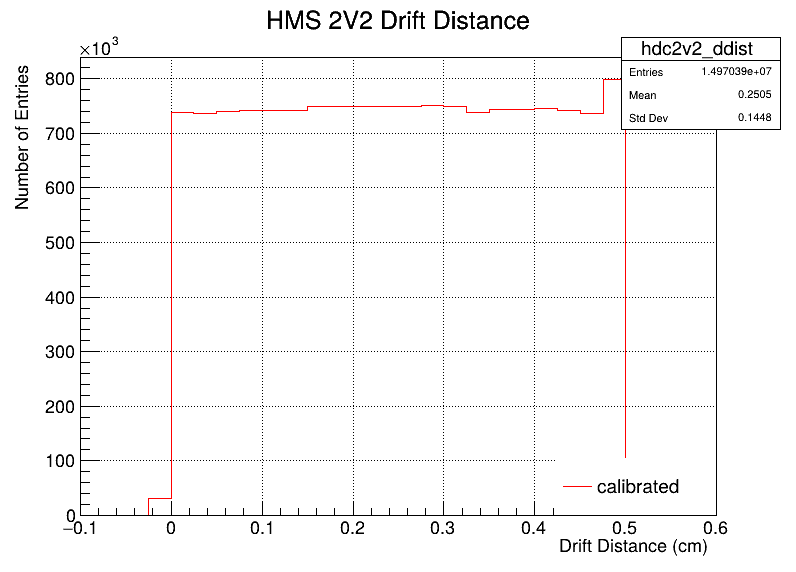 HMS 2V2 Drift Distance
×10³
hdc2v2_ddist
Entries 1.497039e+07
Mean 0.2505
Std Dev 0.1448
Number of Entries
800
700
600
500
400
300
200
100
0
calibrated
−0.1 0 0.1 0.2 0.3 0.4 0.5 0.6
Drift Distance (cm)